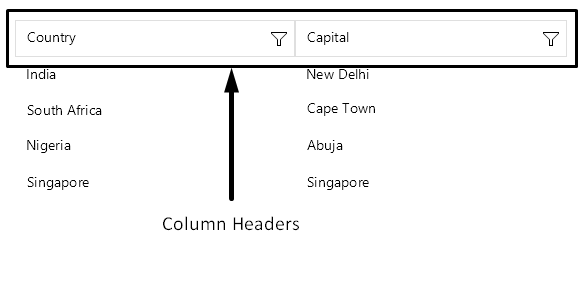 Country Capital
India New Delhi
South Africa Cape Town
Nigeria Abuja
Singapore Singapore
Column Headers